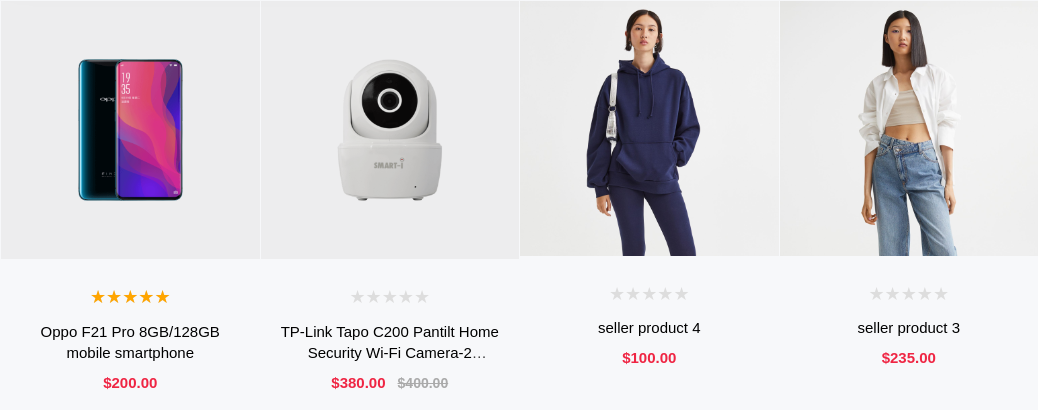 19
35
SMART-i
Oppo F21 Pro 8GB/128GB
mobile smartphone
$200.00
TP-Link Tapo C200 Pantilt Home
Security Wi-Fi Camera-2…
$380.00 $400.00
seller product 4
$100.00
seller product 3
$235.00